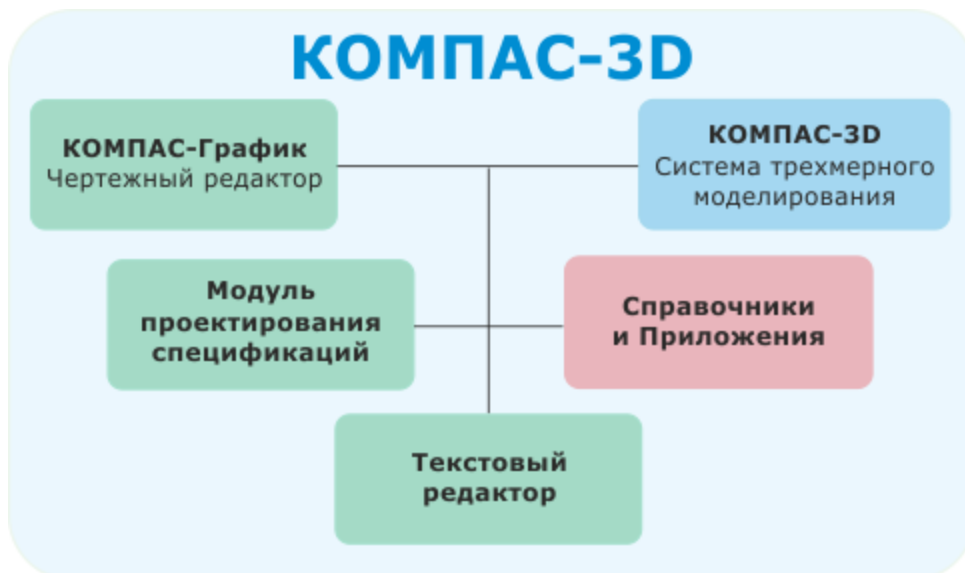 КОМПАС-3D
КОМПАС-График
Чертежный редактор
КОМПАС-3D
Система трехмерного
моделирования
Модуль
проектирования
спецификаций
Справочники
и Приложения
Текстовый
редактор